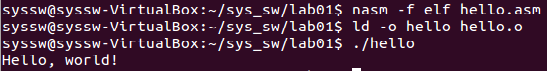 syssw@syssw-VirtualBox:~/sys_sw/lab01$ nasm -f elf hello.asm
syssw@syssw-VirtualBox:~/sys_sw/lab01$ ld -o hello hello.o
syssw@syssw-VirtualBox:~/sys_sw/lab01$ ./hello
Hello, world!